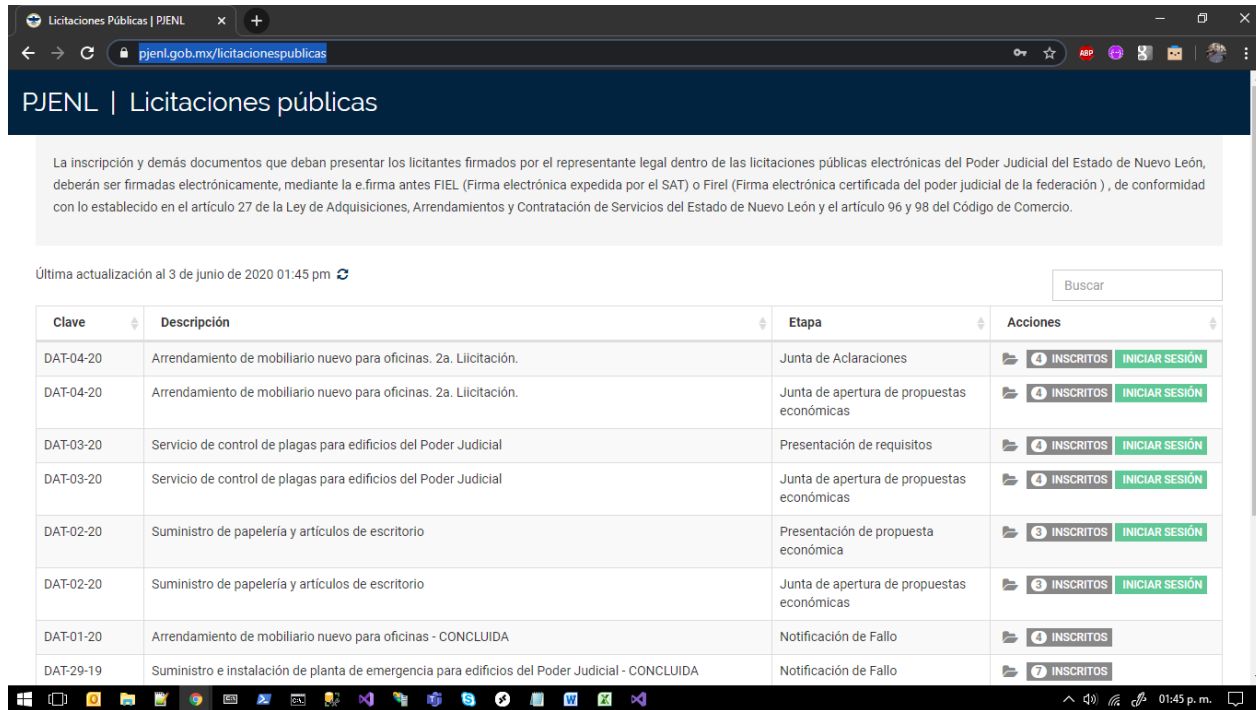 Licitaciones Públicas | PJENL
pjenl.gob.mx/licitacionespublicas
ABP
PJENL | Licitaciones públicas
La inscripción y demás documentos que deban presentar los licitantes firmados por el representante legal dentro de las licitaciones públicas electrónicas del Poder Judicial del Estado de Nuevo León,
deberán ser firmadas electrónicamente, mediante la e.firma antes FIEL (Firma electrónica expedida por el SAT) o Firel (Firma electrónica certificada del poder judicial de la federación ) , de conformidad
con lo establecido en el artículo 27 de la Ley de Adquisiciones, Arrendamientos y Contratación de Servicios del Estado de Nuevo León y el artículo 96 y 98 del Código de Comercio.
Última actualización al 3 de junio de 2020 01:45 pm
Buscar
Clave Descripción Etapa Acciones
DAT-04-20 Arrendamiento de mobiliario nuevo para oficinas. 2a. Liicitación. Junta de Aclaraciones 4 INSCRITOS INICIAR SESIÓN
DAT-04-20 Arrendamiento de mobiliario nuevo para oficinas. 2a. Liicitación. Junta de apertura de propuestas 4 INSCRITOS INICIAR SESIÓN
económicas
DAT-03-20 Servicio de control de plagas para edificios del Poder Judicial Presentación de requisitos 4 INSCRITOS INICIAR SESIÓN
DAT-03-20 Servicio de control de plagas para edificios del Poder Judicial Junta de apertura de propuestas 4 INSCRITOS INICIAR SESIÓN
económicas
DAT-02-20 Suministro de papelería y artículos de escritorio Presentación de propuesta 3 INSCRITOS INICIAR SESIÓN
económica
DAT-02-20 Suministro de papelería y artículos de escritorio Junta de apertura de propuestas 3 INSCRITOS INICIAR SESIÓN
económicas
DAT-01-20 Arrendamiento de mobiliario nuevo para oficinas - CONCLUIDA Notificación de Fallo 4 INSCRITOS
DAT-29-19 Suministro e instalación de planta de emergencia para edificios del Poder Judicial - CONCLUIDA Notificación de Fallo 7 INSCRITOS
01:45 p. m.